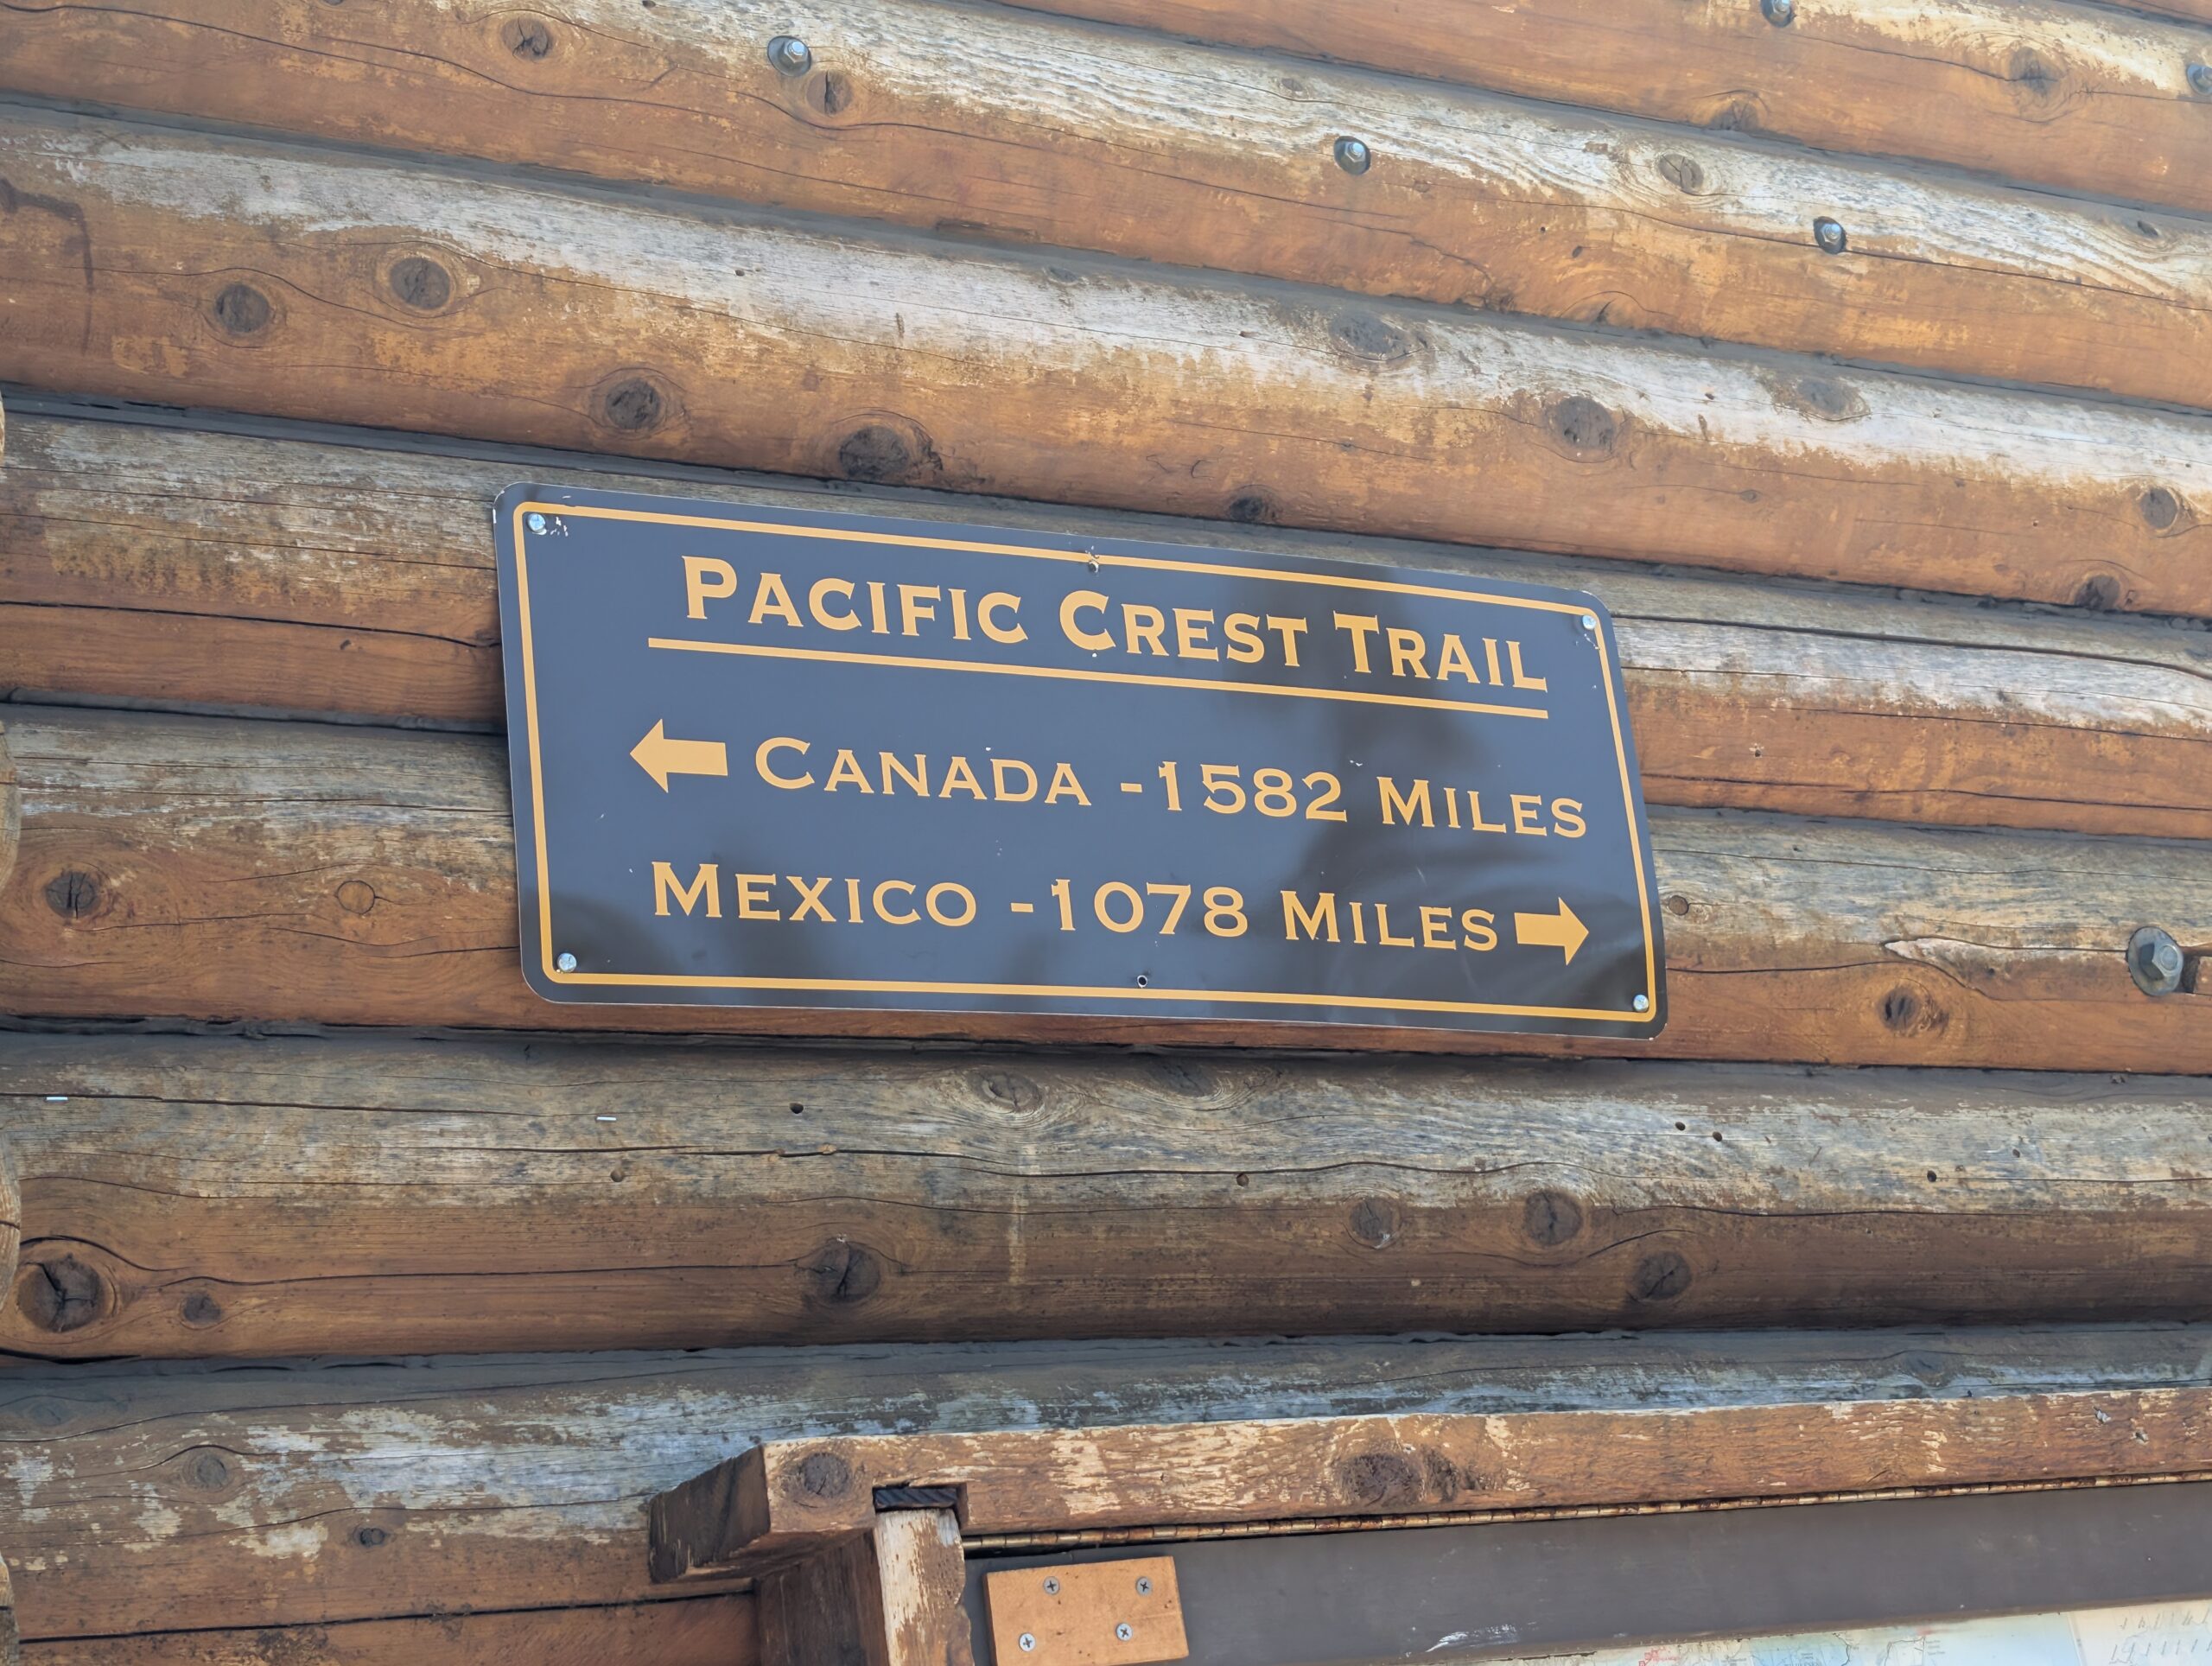 PACIFIC CREST TRAIL
CANADA -1582 MILES
MEXICO -1078 MILES